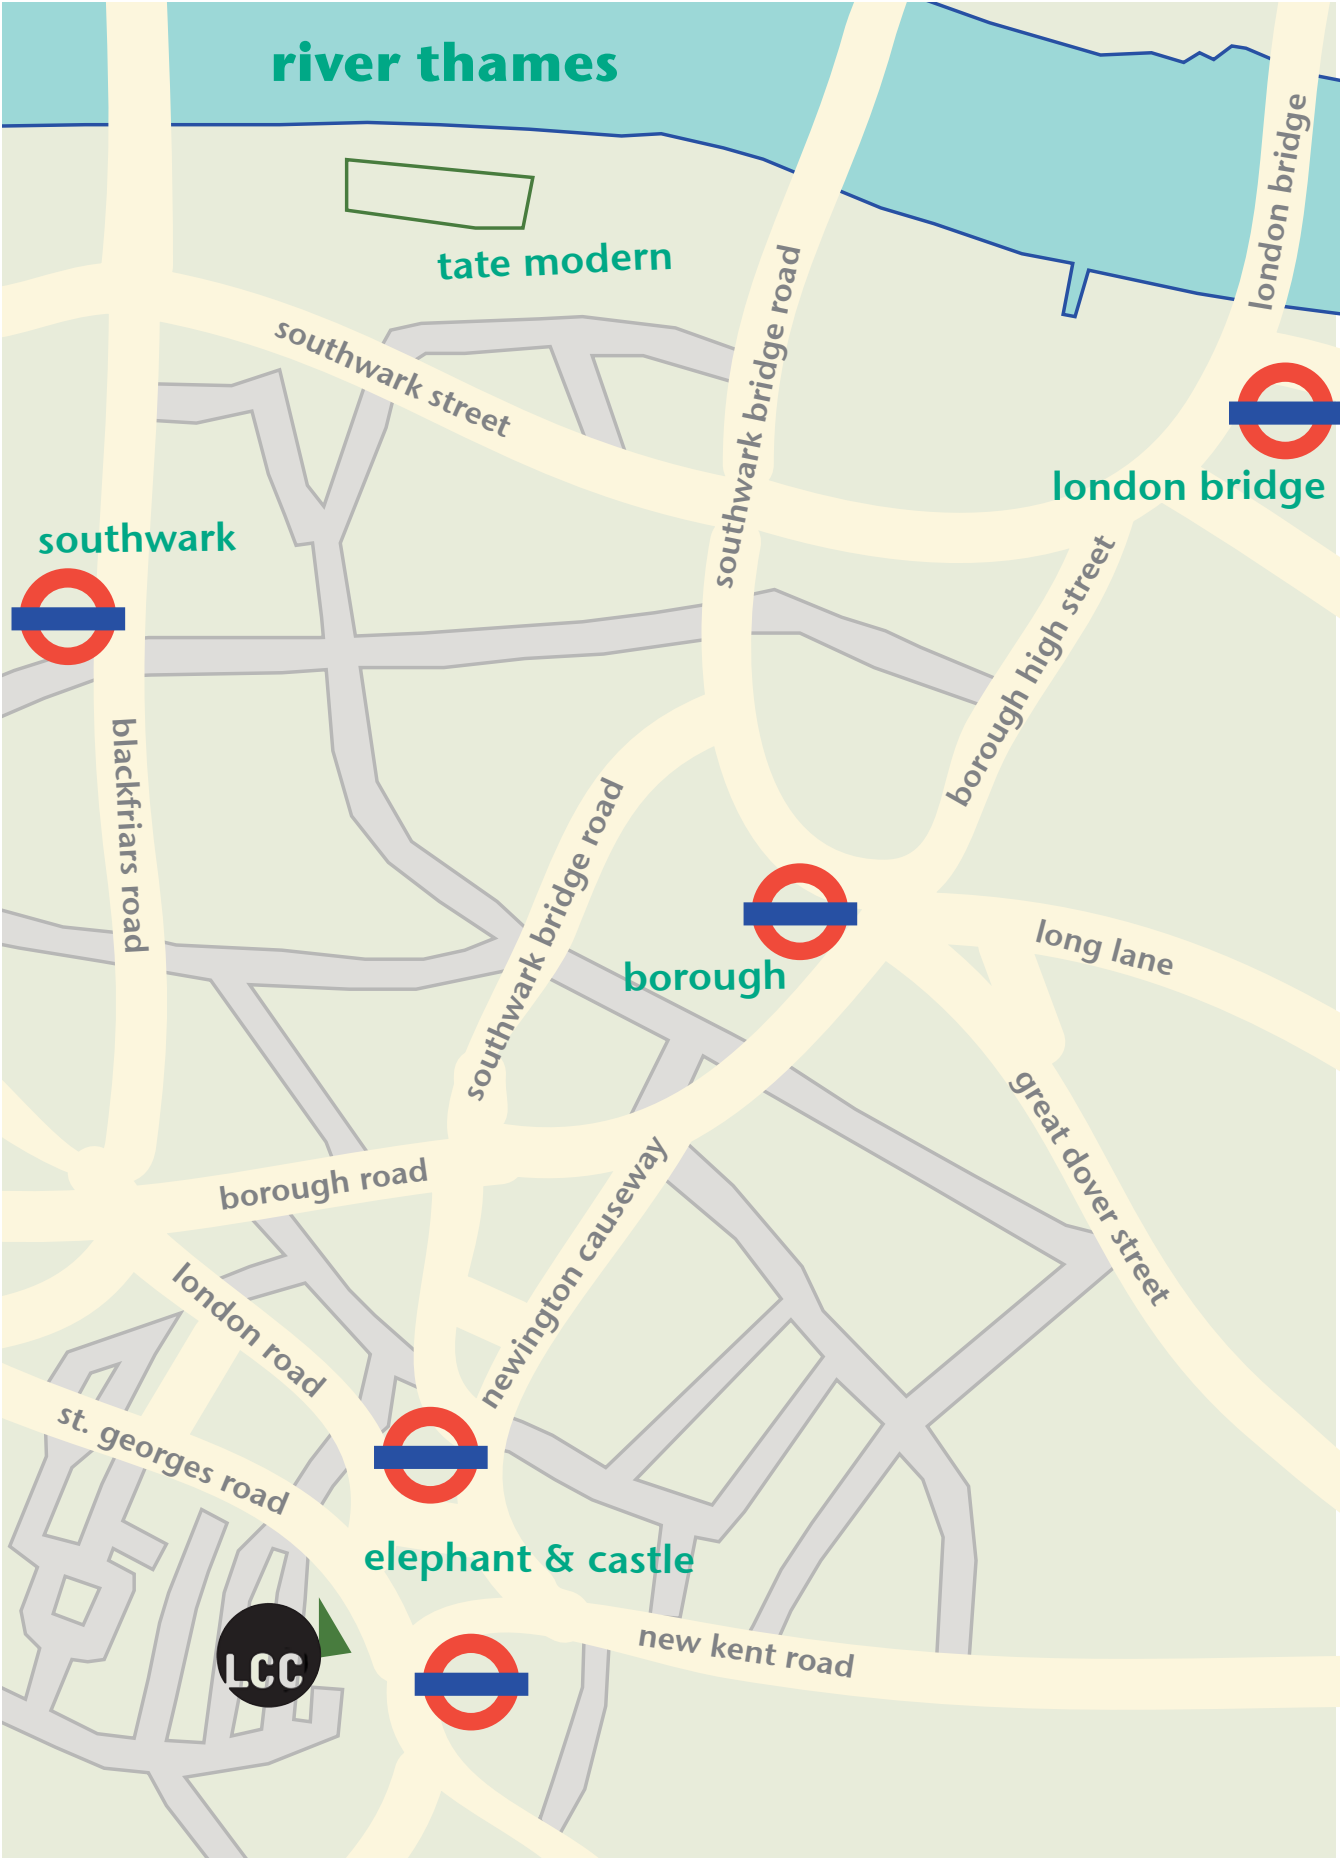 river thames
london bridge
tate modern
southwark bridge road
southwark street
london bridge
southwark
borough high street
blackfriars road
southwark bridge road
long lane
borough
great dover street
borough road
newington causeway
london road
st. georges road
elephant & castle
LCC
new kent road